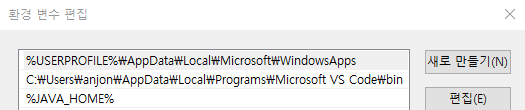 환경 변수 편집
%USERPROFILE%₩AppData₩Local₩Microsoft₩WindowsApps
새로 만들기(N)
C:₩Users₩anjon₩AppData₩Local₩Programs₩Microsoft VS Code₩bin
%JAVA_HOME%
편집(E)